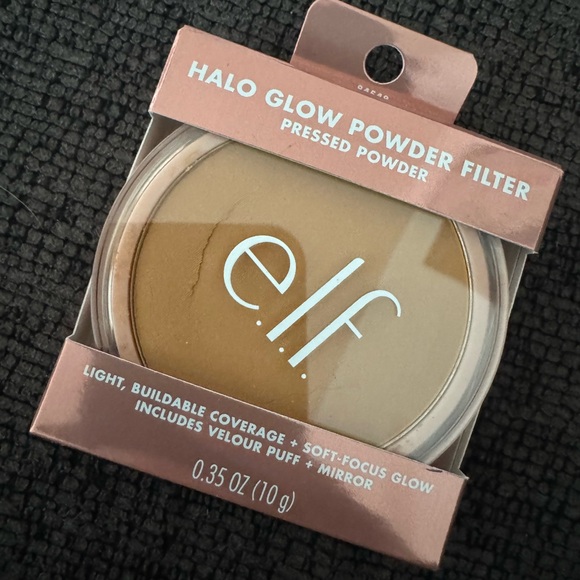 HALO GLOW POWDER FILTER
PRESSED POWDER
e.l.f.
LIGHT, BUILDABLE COVERAGE + SOFT-FOCUS GLOW
INCLUDES VELOUR PUFF + MIRROR
0.35 OZ (10 g)